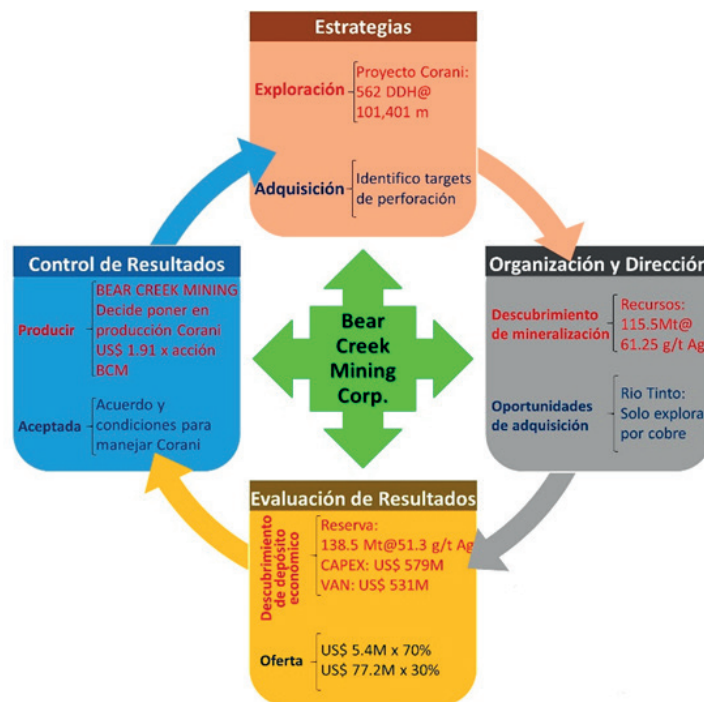 Estrategias
Exploración
Proyecto Corani:
562 DDH@
101,401 m
Adquisición
Identifico targets
de perforación
Control de Resultados
Producir
BEAR CREEK MINING
Decide poner en
producción Corani
US$ 1.91 x acción
BCM
Aceptada
Acuerdo y
condiciones para
manejar Corani
Bear
Creek
Mining
Corp.
Organización y Dirección
Descubrimiento
de mineralización
Recursos:
115.5Mt@
61.25 g/t Ag
Oportunidades
de adquisición
Rio Tinto:
Solo explora
por cobre
Evaluación de Resultados
Descubrimiento
de depósito
económico
Reserva:
138.5 Mt@51.3 g/t Ag
CAPEX: US$ 579M
VAN: US$ 531M
Oferta
US$ 5.4M x 70%
US$ 77.2M x 30%